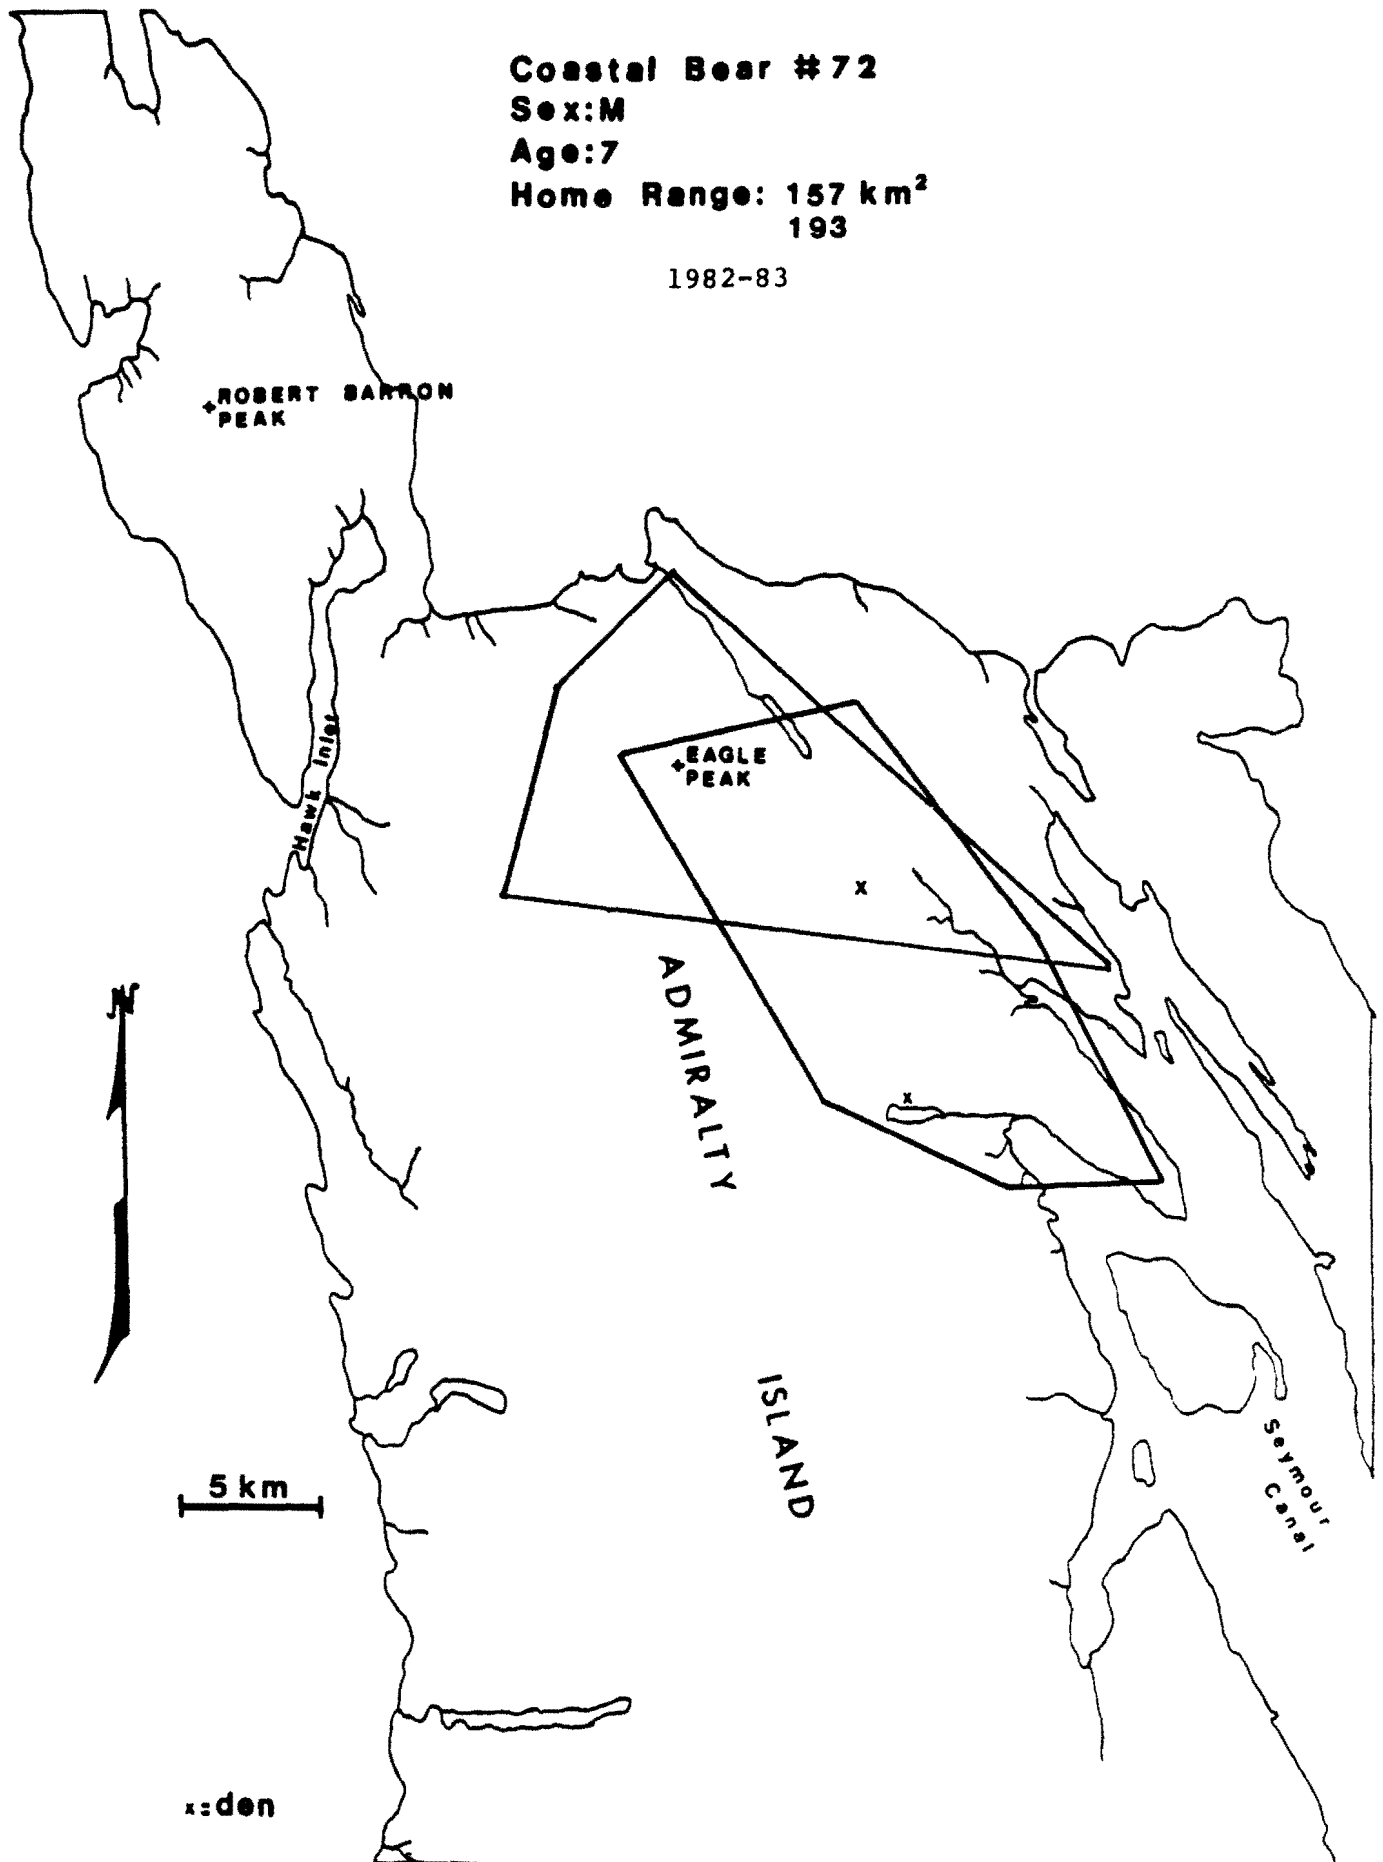 Coastal Bear #72
Sex:M
Age:7
Home Range: 157 km²
193
1982-83
ROBERT BARRON
PEAK
Hawk Inlet
EAGLE
PEAK
x
ADMIRALTY
N
x
ISLAND
Seymour
Canal
5 km
x=den